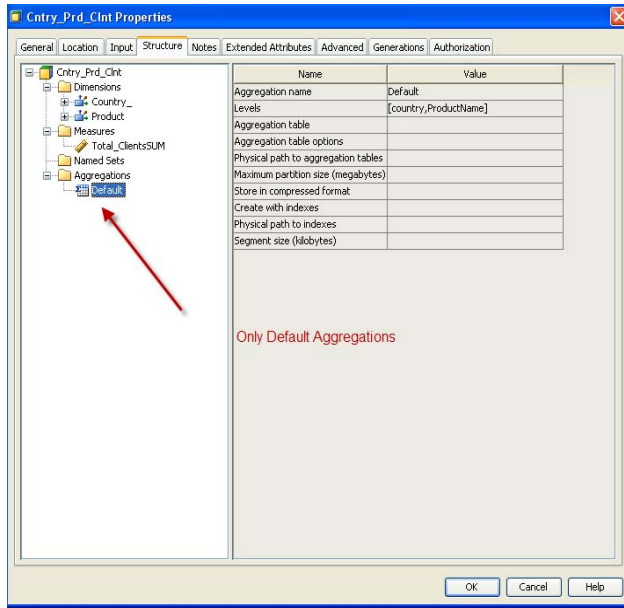 Cntry_Prd_Clnt Properties
General Location Input Structure Notes Extended Attributes Advanced Generations Authorization
Cntry_Prd_Clnt
Dimensions
Country_
Product
Measures
Total_ClientsSUM
Named Sets
Aggregations
Default
Name Value
Aggregation name Default
Levels [country,ProductName]
Aggregation table
Aggregation table options
Physical path to aggregation tables
Maximum partition size (megabytes)
Store in compressed format
Create with indexes
Physical path to indexes
Segment size (kilobytes)
Only Default Aggregations
OK Cancel Help